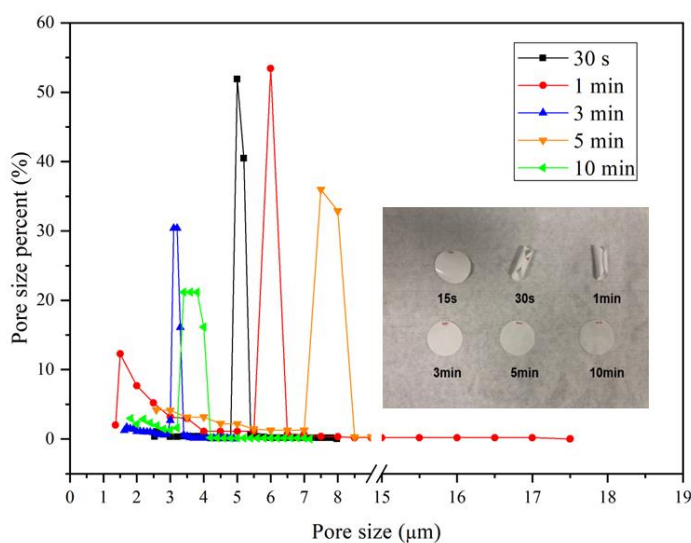 60
50
40
30
20
10
0
Pore size percent (%)
30 s
1 min
3 min
5 min
10 min
15s 30s 1min
3min 5min 10min
0 1 2 3 4 5 6 7 8 15 16 17 18 19
Pore size (μm)